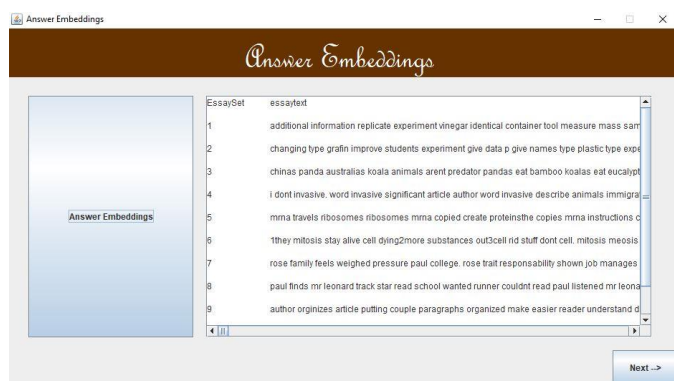 Answer Embeddings
Answer Embeddings
EssaySet essaytext
1 additional information replicate experiment vinegar identical container tool measure mass sam
2 changing type grafin improve students experiment give data p give names type plastic type expe
3 chinas panda australias koala animals arent predator pandas eat bamboo koalas eat eucalypt
4 i dont invasive. word invasive significant article author word invasive describe animals immigra
Answer Embeddings
5 mrna travels ribosomes ribosomes mrna copied create proteinsthe copies mrna instructions c
6 1they mitosis stay alive cell dying2more substances out3cell rid stuff dont cell. mitosis meosis
7 rose family feels weighed pressure paul college. rose trait responsability shown job manages
8 paul finds mr leonard track star read school wanted runner couldnt read paul listened mr leona
9 author orginizes article putting couple paragraphs organized make easier reader understand d
Next -->